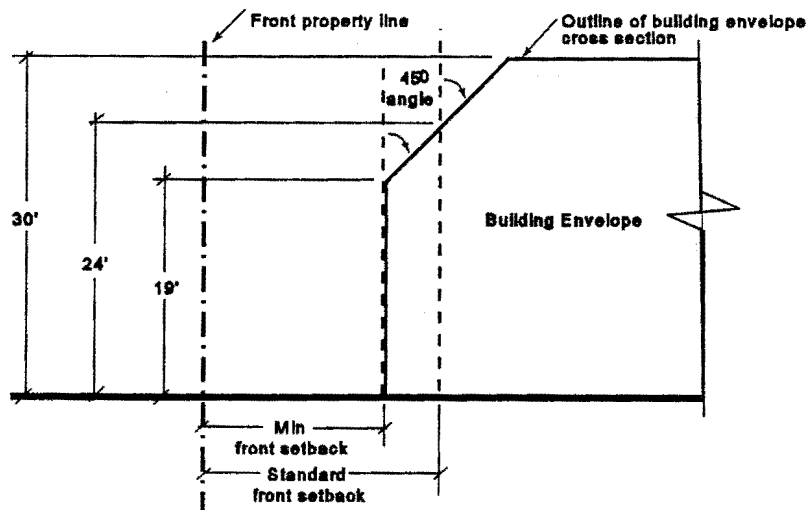 Front property line
Outline of building envelope
cross section
45⁰
angle
30'
24'
19'
Building Envelope
Min
front setback
Standard
front setback